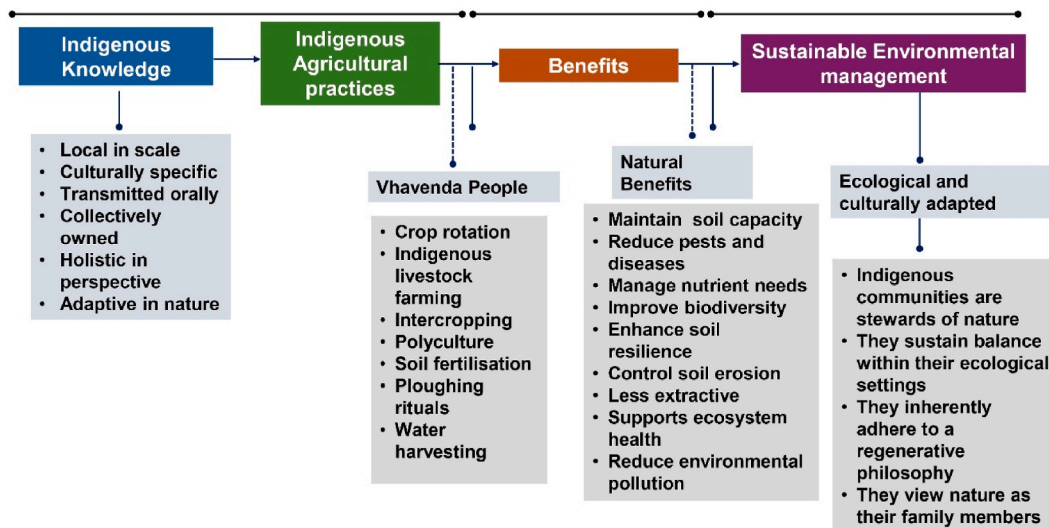 Indigenous
Knowledge
Indigenous
Agricultural
practices
Benefits
Sustainable Environmental
management
• Local in scale
• Culturally specific
• Transmitted orally
• Collectively
owned
• Holistic in
perspective
• Adaptive in nature
Vhavenda People
• Crop rotation
• Indigenous
livestock
farming
• Intercropping
• Polyculture
• Soil fertilisation
• Ploughing
rituals
• Water
harvesting
Natural
Benefits
• Maintain soil capacity
• Reduce pests and
diseases
• Manage nutrient needs
• Improve biodiversity
• Enhance soil
resilience
• Control soil erosion
• Less extractive
• Supports ecosystem
health
• Reduce environmental
pollution
Ecological and
culturally adapted
• Indigenous
communities are
stewards of nature
• They sustain balance
within their ecological
settings
• They inherently
adhere to a
regenerative
philosophy
• They view nature as
their family members